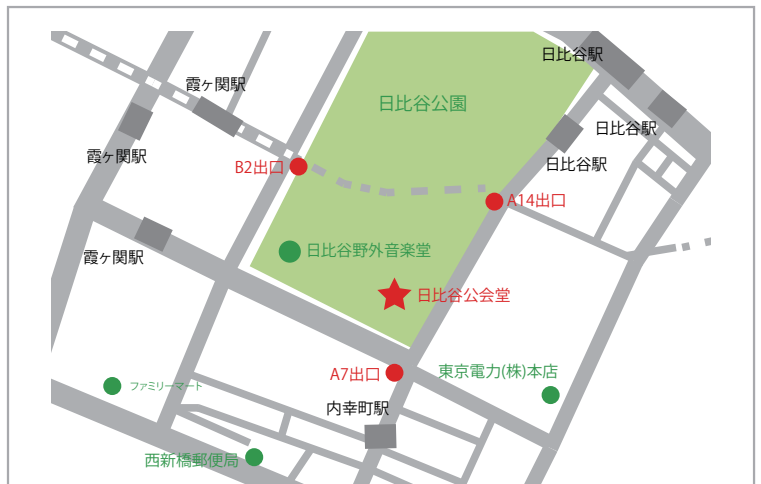 日比谷駅
霞ヶ関駅
日比谷公園
日比谷駅
霞ヶ関駅
日比谷駅
B2出口
A14出口
日比谷野外音楽堂
霞ヶ関駅
日比谷公会堂
A7出口
東京電力(株)本店
ファミリーマート
内幸町駅
西新橋郵便局